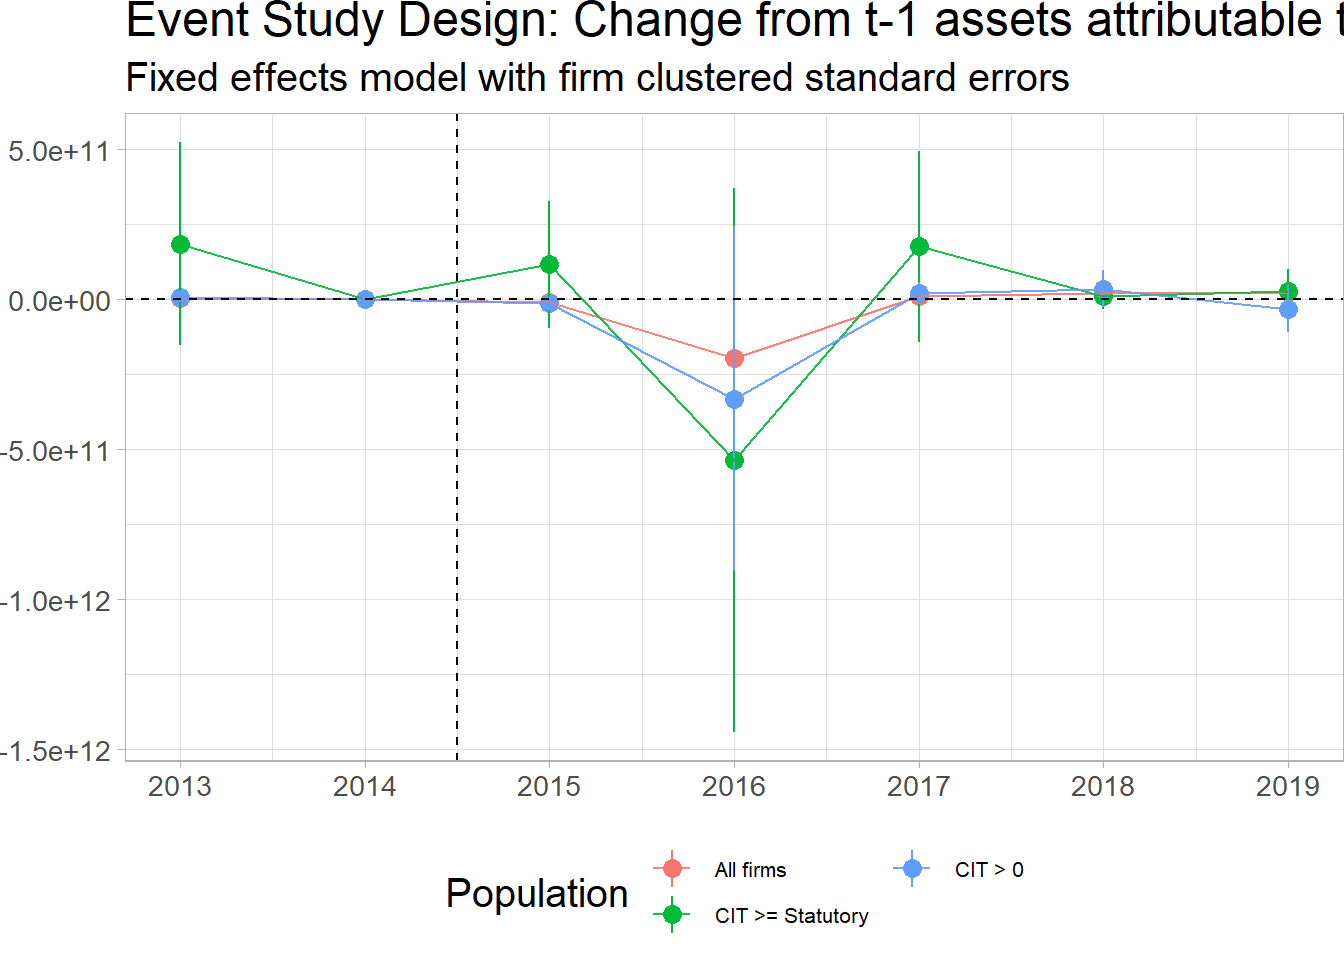 Event Study Design: Change from t-1 assets attributable t
Fixed effects model with firm clustered standard errors
5.0e+11
0.0e+00
-5.0e+11
-1.0e+12
-1.5e+12
2013 2014 2015 2016 2017 2018 2019
Population
All firms CIT > 0
CIT >= Statutory